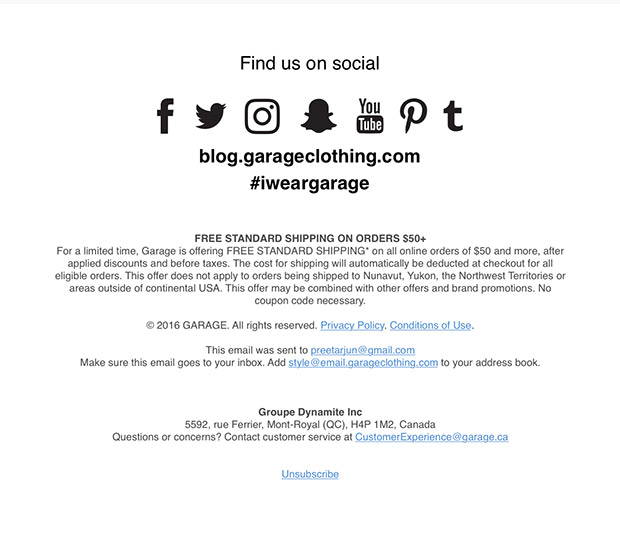 Find us on social
f You Tube t
blog.garageclothing.com
#iweargarage
FREE STANDARD SHIPPING ON ORDERS $50+
For a limited time, Garage is offering FREE STANDARD SHIPPING* on all online orders of $50 and more, after
applied discounts and before taxes. The cost for shipping will automatically be deducted at checkout for all
eligible orders. This offer does not apply to orders being shipped to Nunavut, Yukon, the Northwest Territories or
areas outside of continental USA. This offer may be combined with other offers and brand promotions. No
coupon code necessary.
© 2016 GARAGE. All rights reserved. Privacy Policy. Conditions of Use.
This email was sent to preetarjun@gmail.com
Make sure this email goes to your inbox. Add style@email.garageclothing.com to your address book.
Groupe Dynamite Inc
5592, rue Ferrier, Mont-Royal (QC), H4P 1M2, Canada
Questions or concerns? Contact customer service at CustomerExperience@garage.ca
Unsubscribe